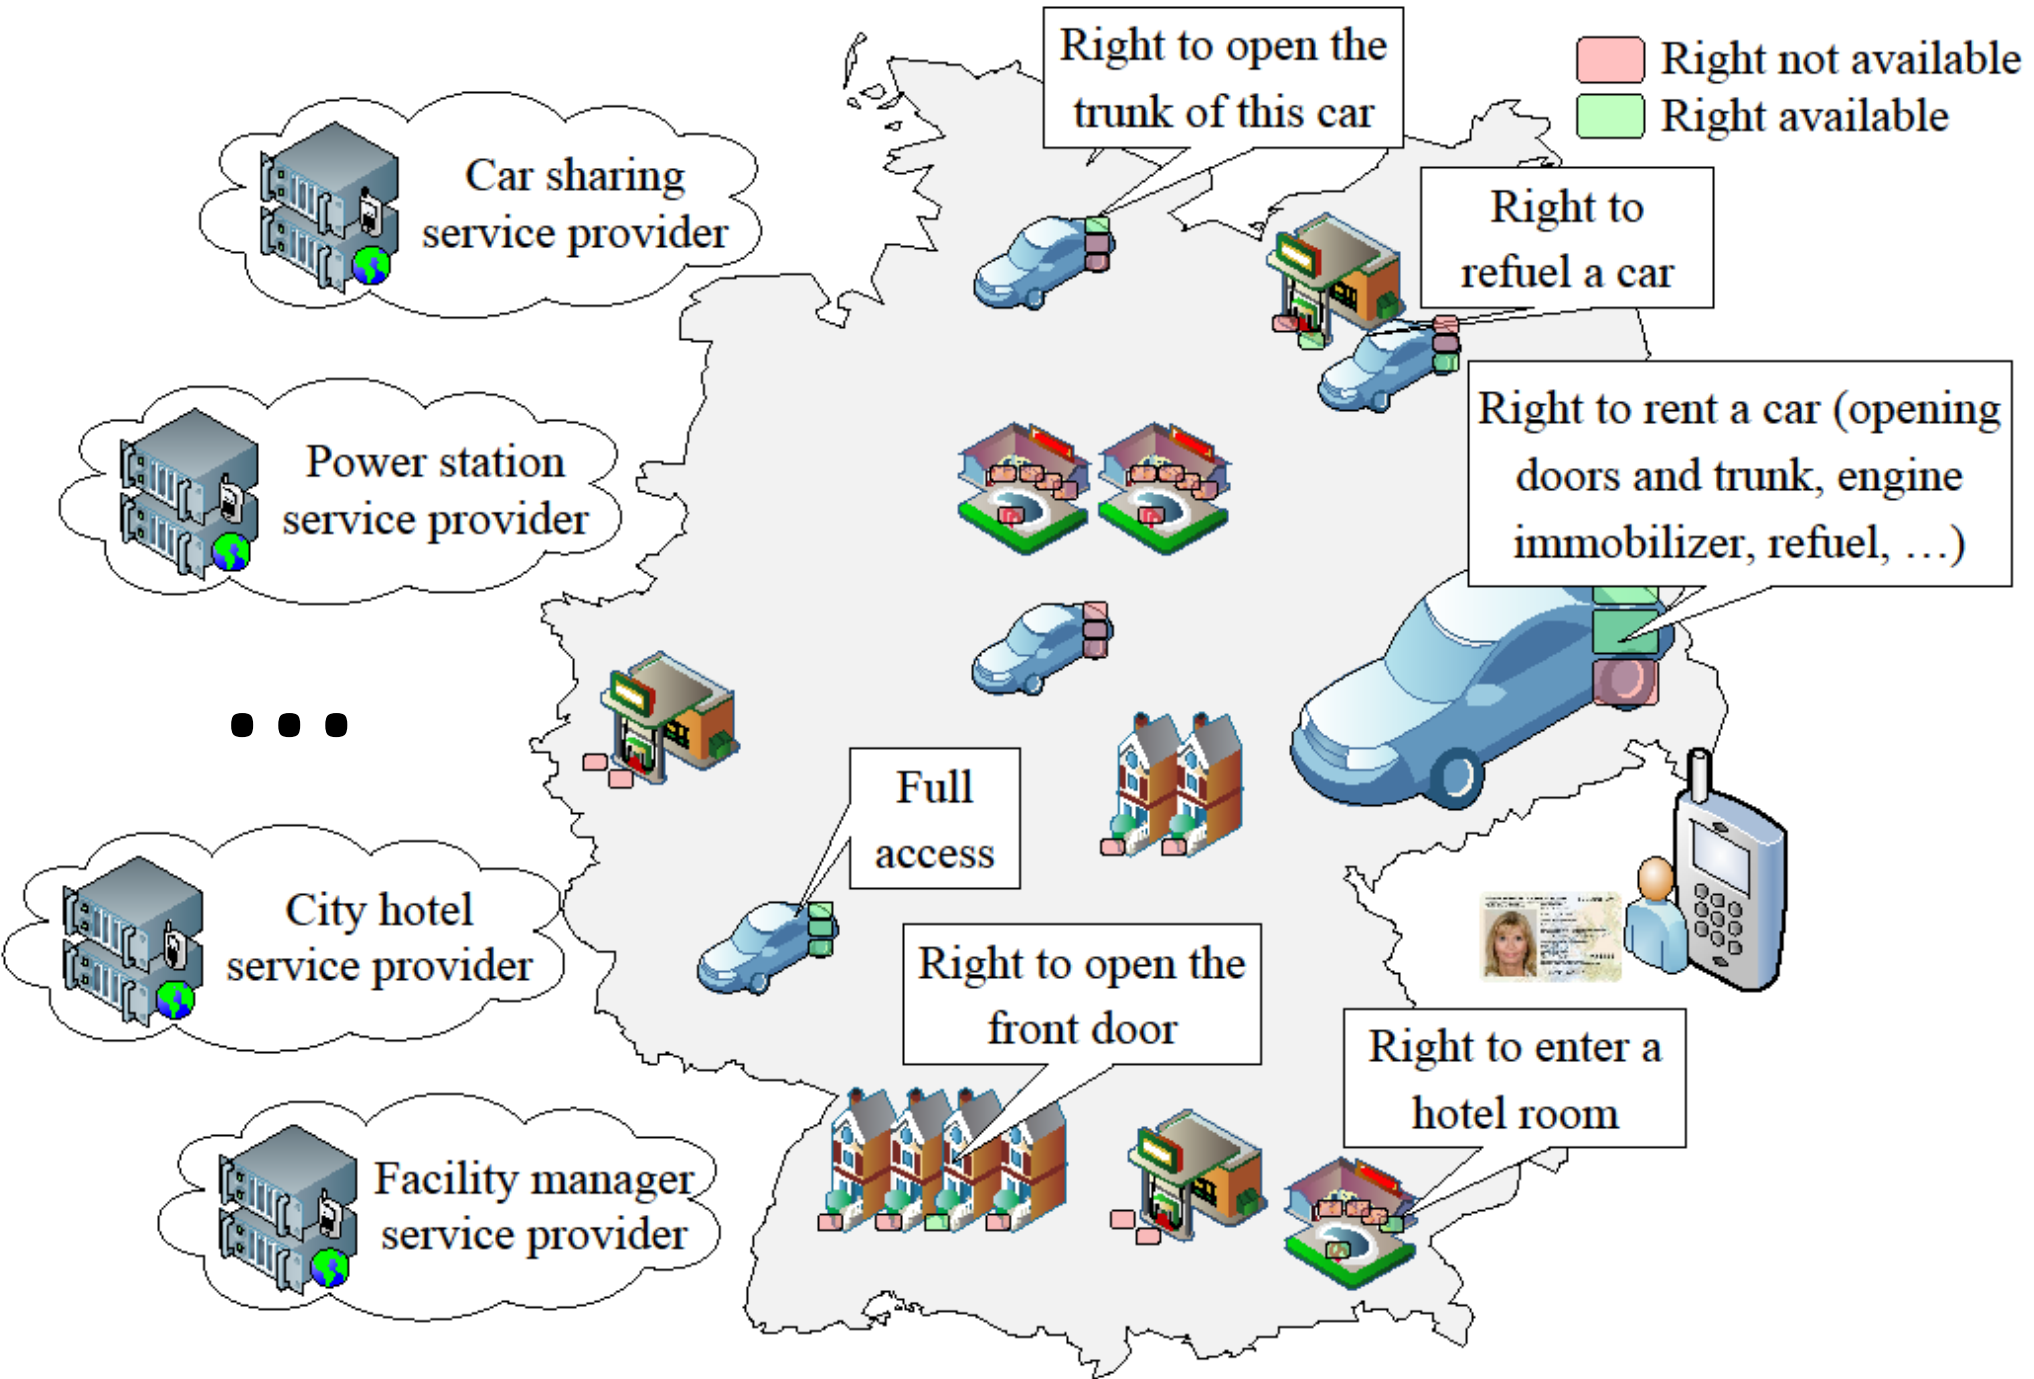 Right to open the
trunk of this car
Right not available
Right available
Car sharing
service provider
Right to
refuel a car
Power station
service provider
Right to rent a car (opening
doors and trunk, engine
immobilizer, refuel, …)
...
Full
access
City hotel
service provider
Right to open the
front door
Right to enter a
hotel room
Facility manager
service provider